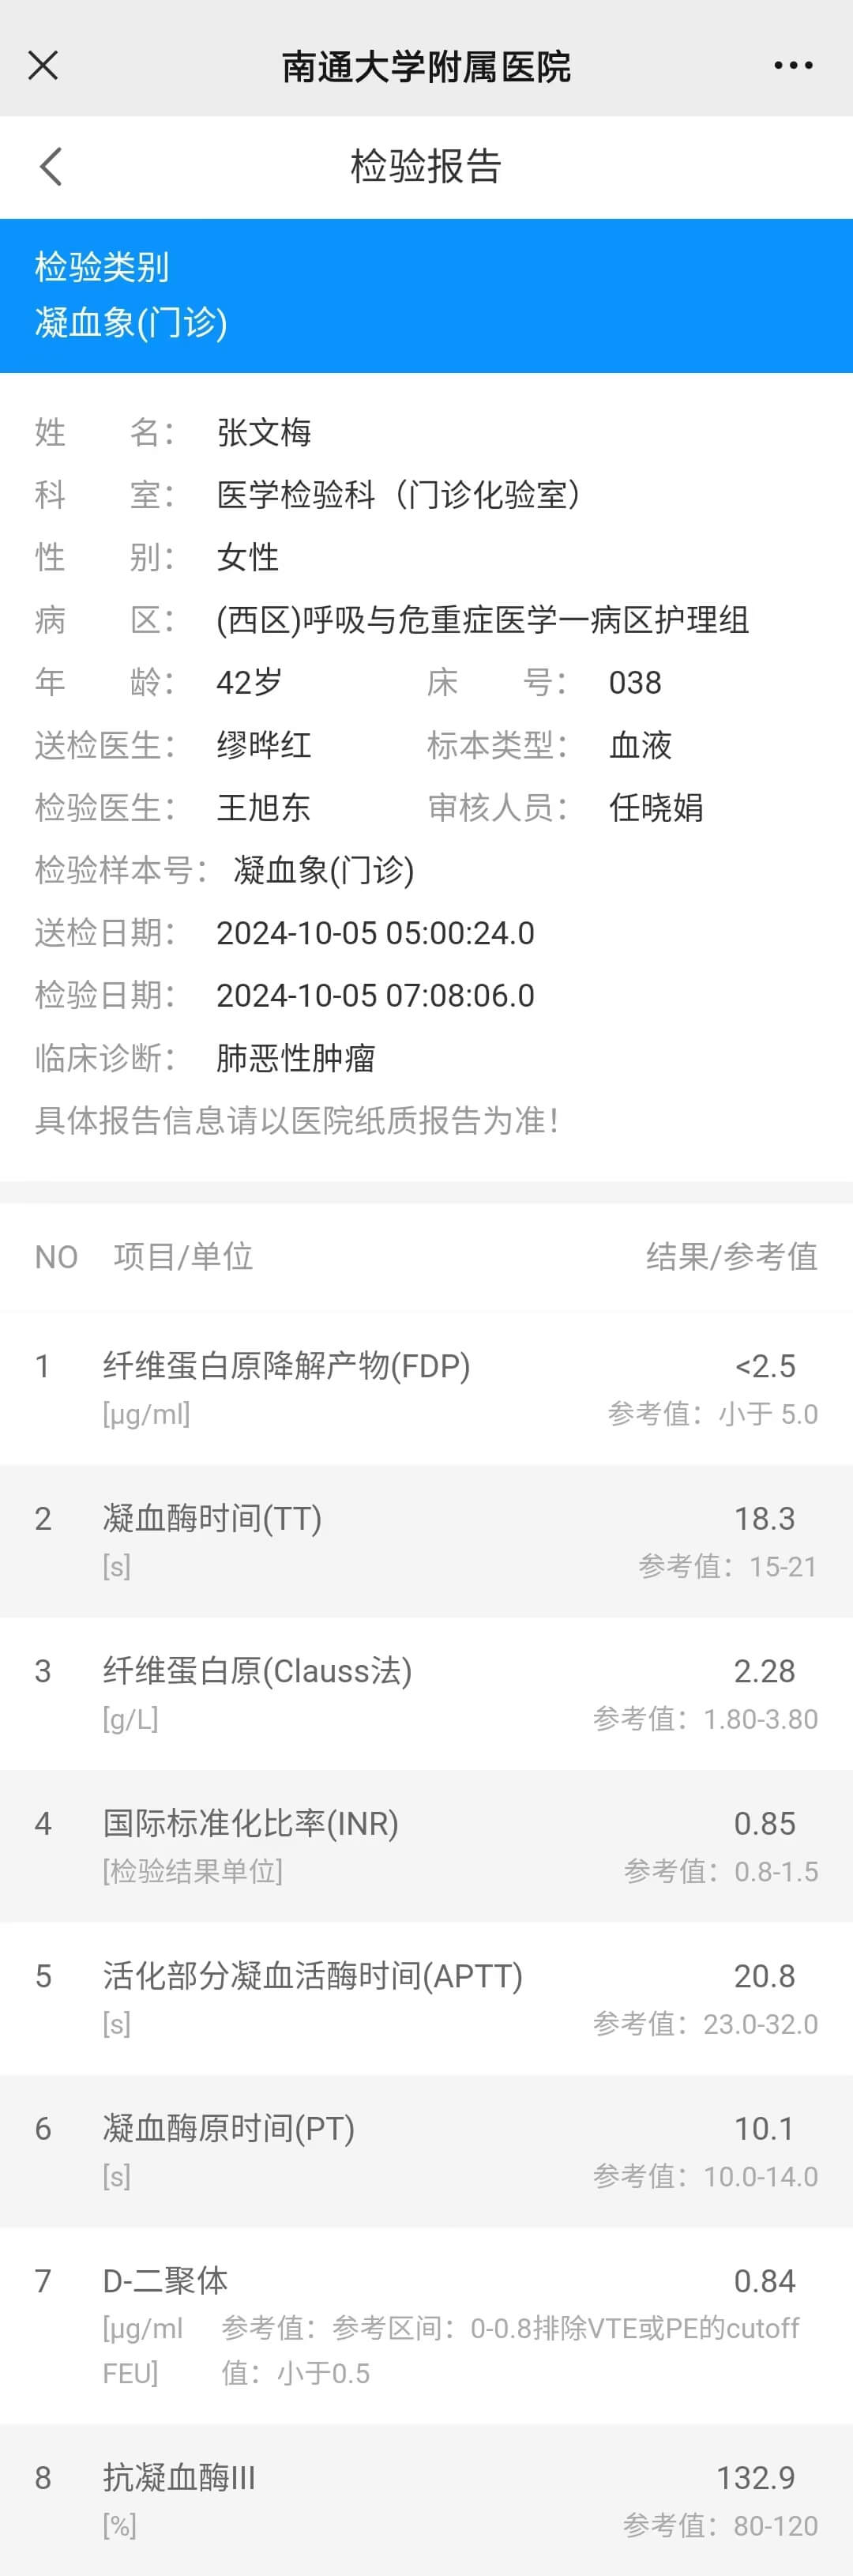 南通大学附属医院
检验报告
检验类别
凝血象(门诊)
姓 名： 张文梅
科 室： 医学检验科（门诊化验室）
性 别： 女性
病 区： (西区)呼吸与危重症医学一病区护理组
年 龄： 42岁 床 号： 038
送检医生： 缪晔红 标本类型： 血液
检验医生： 王旭东 审核人员： 任晓娟
检验样本号： 凝血象(门诊)
送检日期： 2024-10-05 05:00:24.0
检验日期： 2024-10-05 07:08:06.0
临床诊断： 肺恶性肿瘤
具体报告信息请以医院纸质报告为准！
NO 项目/单位 结果/参考值
1 纤维蛋白原降解产物(FDP) <2.5
[μg/ml] 参考值：小于 5.0
2 凝血酶时间(TT) 18.3
[s] 参考值：15-21
3 纤维蛋白原(Clauss法) 2.28
[g/L] 参考值：1.80-3.80
4 国际标准化比率(INR) 0.85
[检验结果单位] 参考值：0.8-1.5
5 活化部分凝血活酶时间(APTT) 20.8
[s] 参考值：23.0-32.0
6 凝血酶原时间(PT) 10.1
[s] 参考值：10.0-14.0
7 D-二聚体 0.84
[μg/ml 参考值：参考区间：0-0.8排除VTE或PE的cutoff
FEU] 值：小于0.5
8 抗凝血酶III 132.9
[%] 参考值：80-120